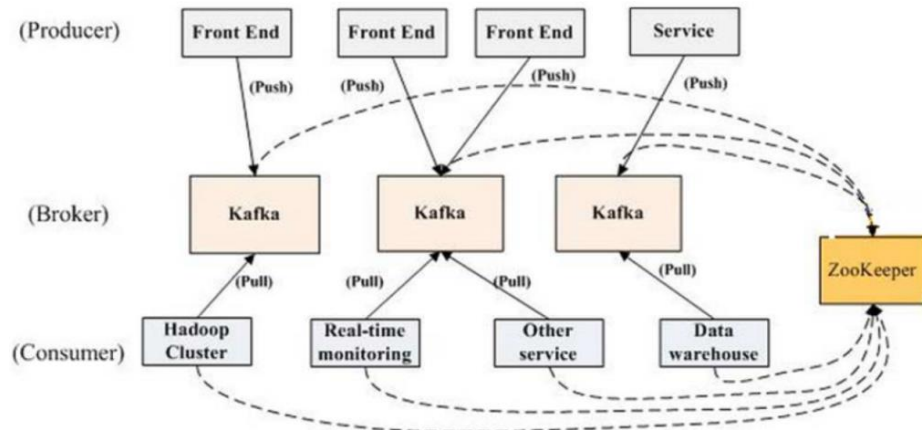 (Producer)
Front End
Front End
Front End
Service
(Push)
(Push)
(Push)
(Push)
(Broker)
Kafka
Kafka
Kafka
ZooKeeper
(Pull)
(Pull)
(Pull)
(Pull)
(Consumer)
Hadoop
Cluster
Real-time
monitoring
Other
service
Data
warehouse